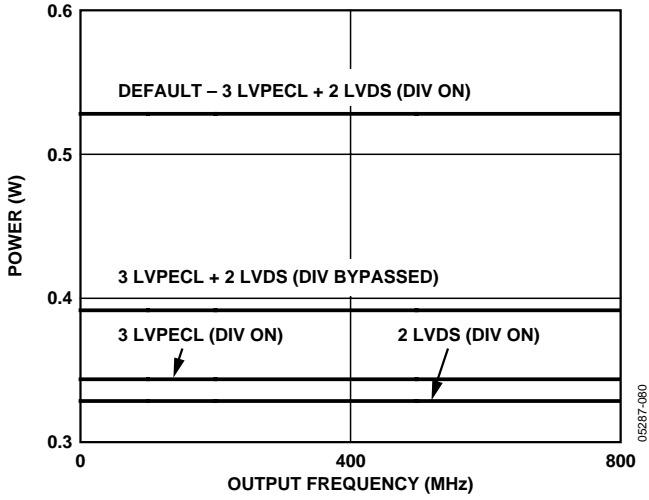 0.6
DEFAULT – 3 LVPECL + 2 LVDS (DIV ON)
0.5
POWER (W)
3 LVPECL + 2 LVDS (DIV BYPASSED)
0.4
3 LVPECL (DIV ON)
2 LVDS (DIV ON)
0.3
0
400
800
OUTPUT FREQUENCY (MHz)
05287-080